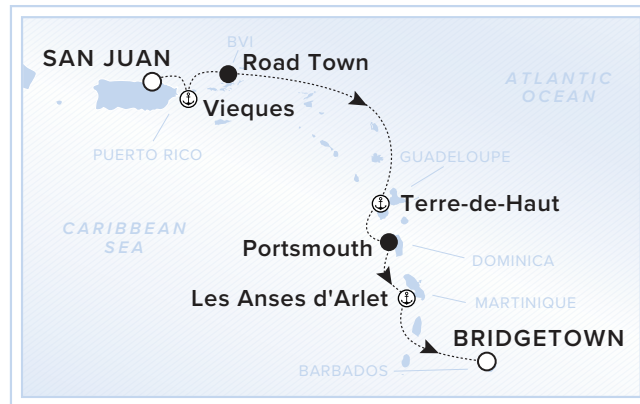 BVI
SAN JUAN
Road Town
ATLANTIC
OCEAN
Vieques
PUERTO RICO
GUADELOUPE
Terre-de-Haut
CARIBBEAN
SEA
Portsmouth
DOMINICA
Les Anses d'Arlet
MARTINIQUE
BRIDGETOWN
BARBADOS